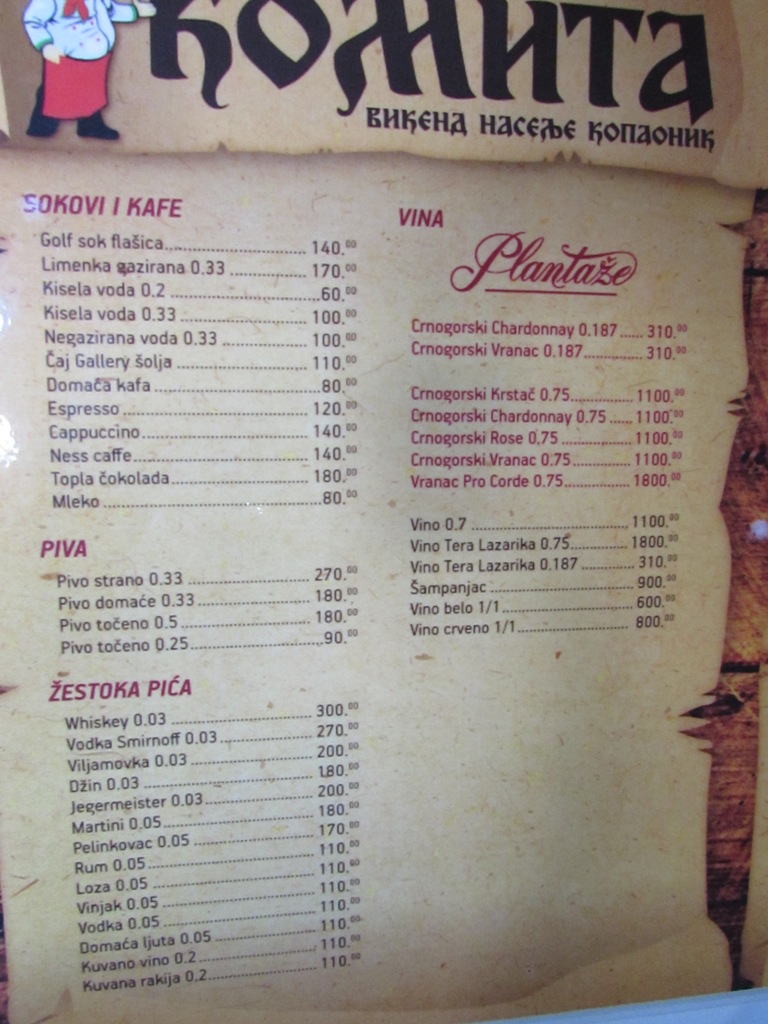 комита
викенд насеље копаоник
SOKOVI I KAFE
Golf sok flašica 140.00
Limenka gazirana 0.33 170.00
Kisela voda 0.2 60.00
Kisela voda 0.33 100.00
Negazirana voda 0.33 100.00
Čaj Gallery šolja 110.00
Domaća kafa 80.00
Espresso 120.00
Cappuccino 140.00
Ness caffe 140.00
Topla čokolada 180.00
Mleko 80.00
PIVA
Pivo strano 0.33 270.00
Pivo domaće 0.33 180.00
Pivo točeno 0.5 180.00
Pivo točeno 0.25 90.00
ŽESTOKA PIĆA
Whiskey 0.03 300.00
Vodka Smirnoff 0.03 270.00
Viljamovka 0.03 200.00
Džin 0.03 180.00
Jegermeister 0.03 200.00
Martini 0.05 180.00
Pelinkovac 0.05 170.00
Rum 0.05 110.00
Loza 0.05 110.00
Vinjak 0.05 110.00
Vodka 0.05 110.00
Domaća ljuta 0.05 110.00
Kuvano vino 0.2 110.00
Kuvana rakija 0.2 110.00
VINA
Plantaže
Crnogorski Chardonnay 0.187 310.00
Crnogorski Vranac 0.187 310.00
Crnogorski Krstač 0.75 1100.00
Crnogorski Chardonnay 0.75 1100.00
Crnogorski Rose 0.75 1100.00
Crnogorski Vranac 0.75 1100.00
Vranac Pro Corde 0.75 1800.00
Vino 0.7 1100.00
Vino Tera Lazarika 0.75 1800.00
Vino Tera Lazarika 0.187 310.00
Šampanjac 900.00
Vino belo 1/1 600.00
Vino crveno 1/1 800.00